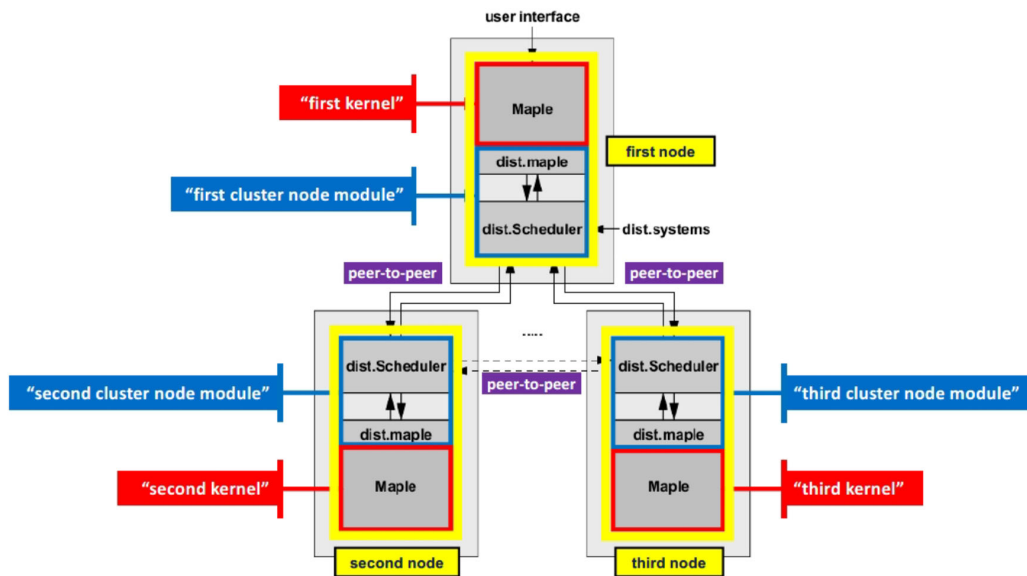 user interface
“first kernel”
Maple
first node
dist.maple
“first cluster node module”
dist.Scheduler
dist.systems
peer-to-peer
peer-to-peer
.....
dist.Scheduler
dist.Scheduler
peer-to-peer
“second cluster node module”
“third cluster node module”
dist.maple
dist.maple
“second kernel”
Maple
Maple
“third kernel”
second node
third node